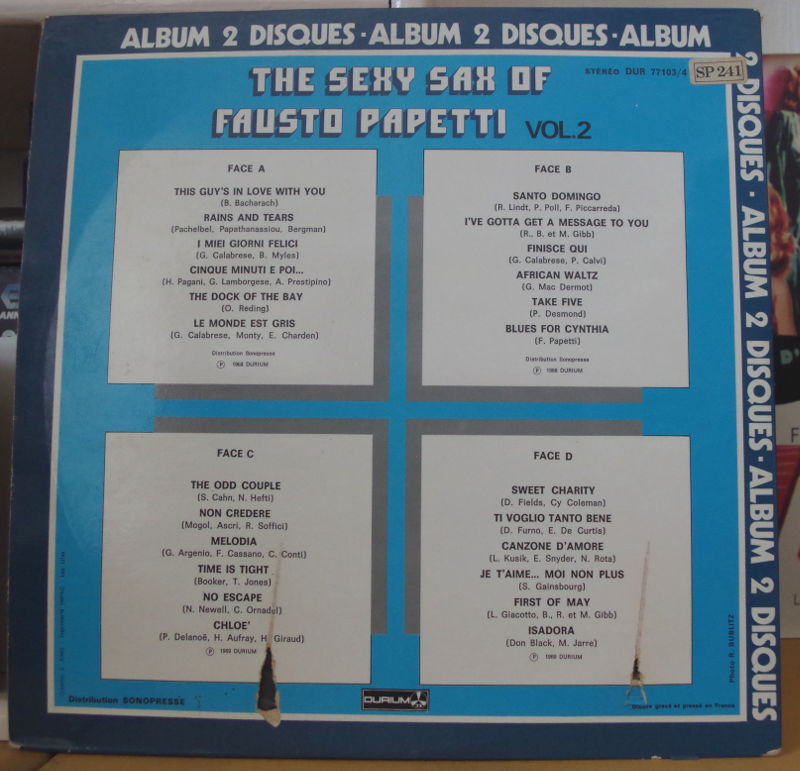 ALBUM 2 DISQUES · ALBUM 2 DISQUES · ALBUM
2 DISQUES · ALBUM 2 DISQUES · ALBUM 2 DISQUES
THE SEXY SAX OF
STÉRÉO DUR 77103/4
SP 241
FAUSTO PAPETTI VOL.2
FACE A
THIS GUY'S IN LOVE WITH YOU
(B. Bacharach)
RAINS AND TEARS
(Pachelbel, Papathanassiou, Bergman)
I MIEI GIORNI FELICI
(G. Calabrese, B. Myles)
CINQUE MINUTI E POI...
(H. Pagani, G. Lamborgese, A. Prestipino)
THE DOCK OF THE BAY
(O. Reding)
LE MONDE EST GRIS
(G. Calabrese, Monty, E. Charden)
Distribution Sonopresse
Ⓟ 1968 DURIUM
FACE B
SANTO DOMINGO
(R. Lindt, P. Poll, F. Piccarreda)
I'VE GOTTA GET A MESSAGE TO YOU
(R., B. et M. Gibb)
FINISCE QUI
(G. Calabrese, P. Calvi)
AFRICAN WALTZ
(G. Mac Dermot)
TAKE FIVE
(P. Desmond)
BLUES FOR CYNTHIA
(F. Papetti)
Distribution Sonopresse
Ⓟ 1968 DURIUM
FACE C
THE ODD COUPLE
(S. Cahn, N. Hefti)
NON CREDERE
(Mogol, Ascri, R. Soffici)
MELODIA
(G. Argenio, F. Cassano, C. Conti)
TIME IS TIGHT
(Booker, T. Jones)
NO ESCAPE
(N. Newell, C. Ornadel)
CHLOE'
(P. Delanoë, H. Aufray, H. Giraud)
Ⓟ 1969 DURIUM
FACE D
SWEET CHARITY
(D. Fields, Cy Coleman)
TI VOGLIO TANTO BENE
(D. Furno, E. De Curtis)
CANZONE D'AMORE
(L. Kusik, E. Snyder, N. Rota)
JE T'AIME... MOI NON PLUS
(S. Gainsbourg)
FIRST OF MAY
(L. Giacotto, B., R. et M. Gibb)
ISADORA
(Don Black, M. Jarre)
Ⓟ 1969 DURIUM
Photo R. BUBLITZ
Distribution SONOPRESSE
DURIUM
Disque gravé et pressé en France